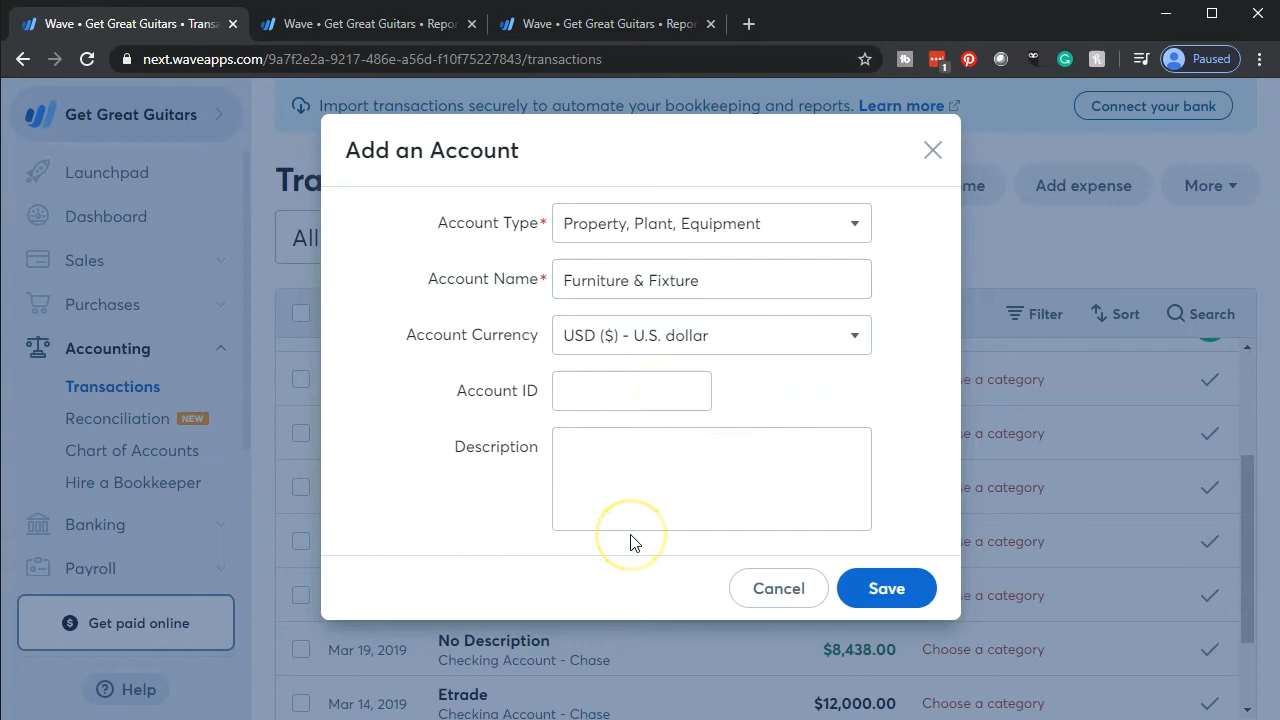 Wave • Get Great Guitars • Transa
Wave • Get Great Guitars • Repor
Wave • Get Great Guitars • Repor
next.waveapps.com/9a7f2e2a-9217-486e-a56d-f10f75227843/transactions
1
Paused
Get Great Guitars
Import transactions securely to automate your bookkeeping and reports. Learn more
Connect your bank
Launchpad
Dashboard
Sales
Purchases
Accounting
Transactions
Reconciliation NEW
Chart of Accounts
Hire a Bookkeeper
Banking
Payroll
Get paid online
Help
Add expense
More
All
Filter
Sort
Search
Add an Account
Account Type* Property, Plant, Equipment
Account Name* Furniture & Fixture
Account Currency USD ($) - U.S. dollar
Account ID
Description
Cancel
Save
a category
a category
a category
a category
a category
Mar 19, 2019 No Description $8,438.00 Choose a category
Checking Account - Chase
Mar 14, 2019 Etrade $12,000.00 Choose a category
Checking Account - Chase